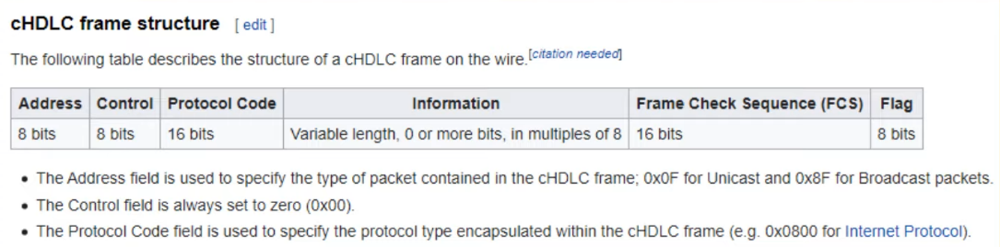 cHDLC frame structure [ edit ]
The following table describes the structure of a cHDLC frame on the wire.[citation needed]
Address Control Protocol Code Information Frame Check Sequence (FCS) Flag
8 bits 8 bits 16 bits Variable length, 0 or more bits, in multiples of 8 16 bits 8 bits
• The Address field is used to specify the type of packet contained in the cHDLC frame; 0x0F for Unicast and 0x8F for Broadcast packets.
• The Control field is always set to zero (0x00).
• The Protocol Code field is used to specify the protocol type encapsulated within the cHDLC frame (e.g. 0x0800 for Internet Protocol).